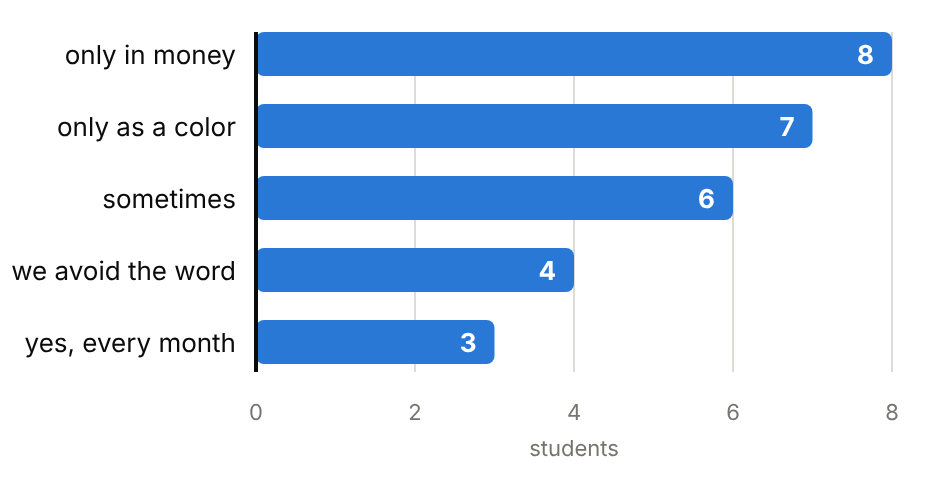 only in money 8
only as a color 7
sometimes 6
we avoid the word 4
yes, every month 3
0 2 4 6 8
students